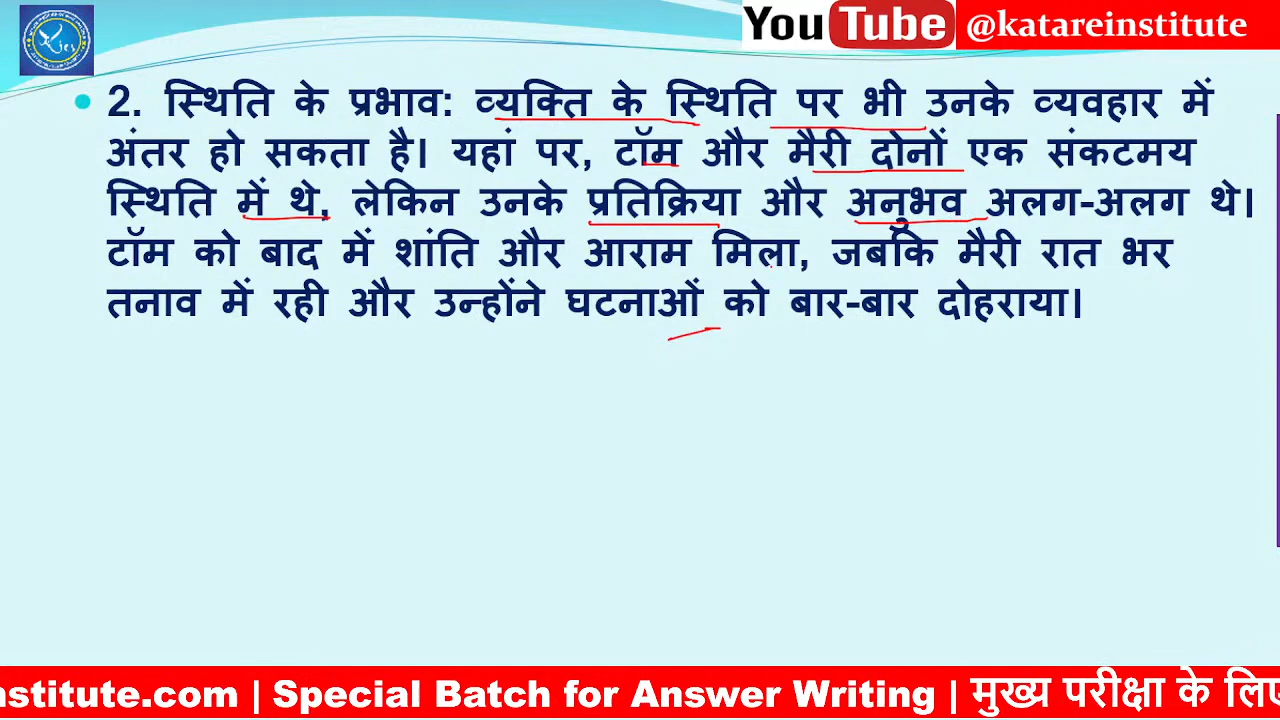 YouTube @katareinstitute
2. स्थिति के प्रभाव: व्यक्ति के स्थिति पर भी उनके व्यवहार में
अंतर हो सकता है। यहां पर, टॉम और मैरी दोनों एक संकटमय
स्थिति में थे, लेकिन उनके प्रतिक्रिया और अनुभव अलग-अलग थे।
टॉम को बाद में शांति और आराम मिला, जबकि मैरी रात भर
तनाव में रही और उन्होंने घटनाओं को बार-बार दोहराया।
nstitute.com | Special Batch for Answer Writing | मुख्य परीक्षा के लिए